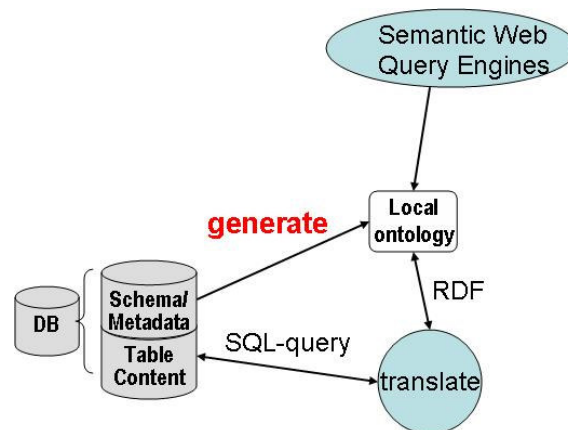 Semantic Web
Query Engines
generate
Local
ontology
Schema/
Metadata
DB
RDF
Table
Content
SQL-query
translate